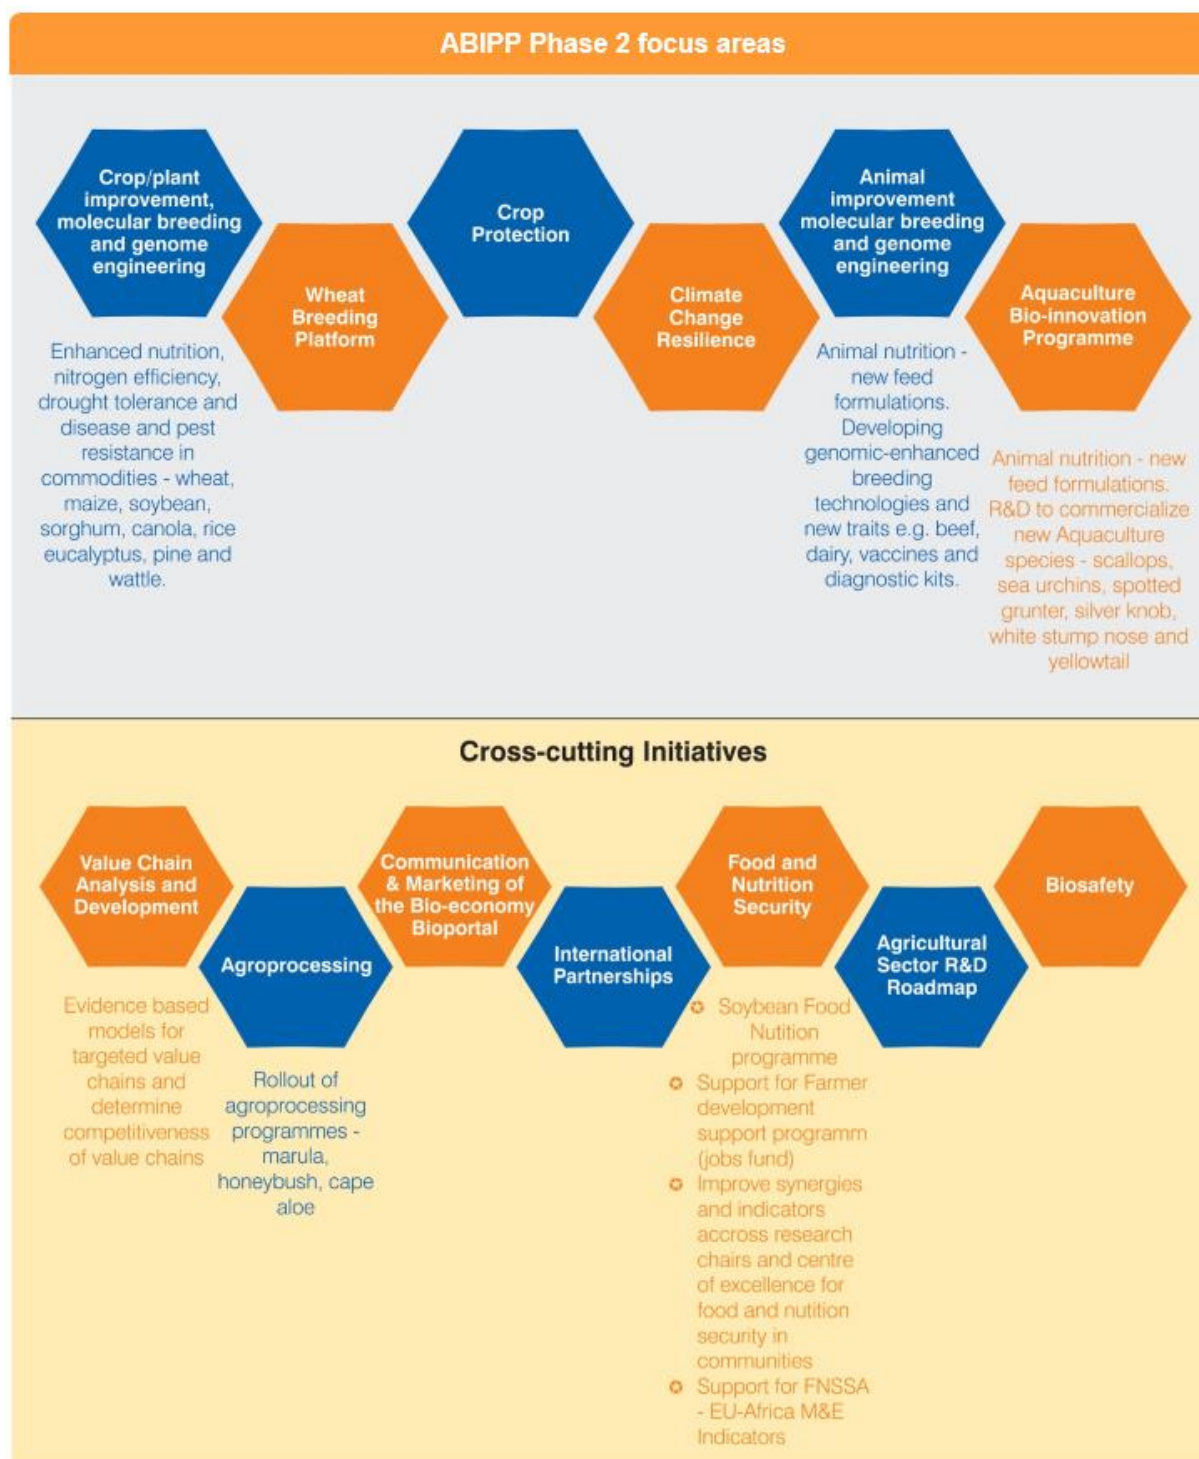 ABIPP Phase 2 focus areas
Crop/plant
improvement,
molecular breeding
and genome
engineering
Enhanced nutrition,
nitrogen efficiency,
drought tolerance and
disease and pest
resistance in
commodities - wheat,
maize, soybean,
sorghum, canola, rice
eucalyptus, pine and
wattle.
Wheat
Breeding
Platform
Crop
Protection
Climate
Change
Resilience
Animal
improvement
molecular breeding
and genome
engineering
Animal nutrition -
new feed
formulations.
Developing
genomic-enhanced
breeding
technologies and
new traits e.g. beef,
dairy, vaccines and
diagnostic kits.
Aquaculture
Bio-innovation
Programme
Animal nutrition - new
feed formulations.
R&D to commercialize
new Aquaculture
species - scallops,
sea urchins, spotted
grunter, silver knob,
white stump nose and
yellowtail
Cross-cutting Initiatives
Value Chain
Analysis and
Development
Evidence based
models for
targeted value
chains and
determine
competitiveness
of value chains
Agroprocessing
Rollout of
agroprocessing
programmes -
marula,
honeybush, cape
aloe
Communication
& Marketing of
the Bio-economy
Bioportal
International
Partnerships
Food and
Nutrition
Security
✪ Soybean Food
Nutition
programme
✪ Support for Farmer
development
support programm
(jobs fund)
✪ Improve synergies
and indicators
accross research
chairs and centre
of excellence for
food and nutition
security in
communities
✪ Support for FNSSA
- EU-Africa M&E
Indicators
Agricultural
Sector R&D
Roadmap
Biosafety